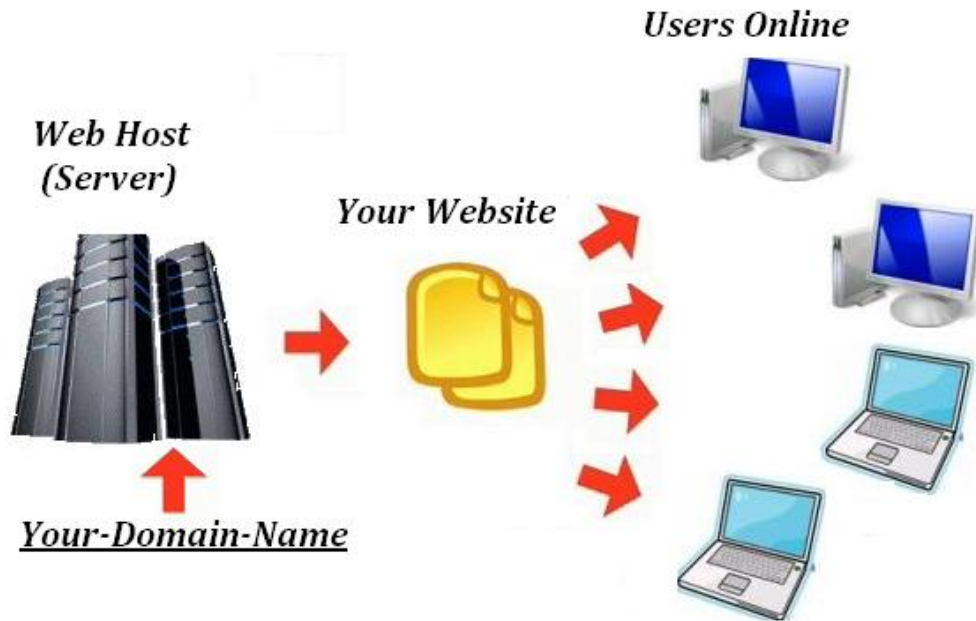 Users Online
Web Host
(Server)
Your Website
Your-Domain-Name